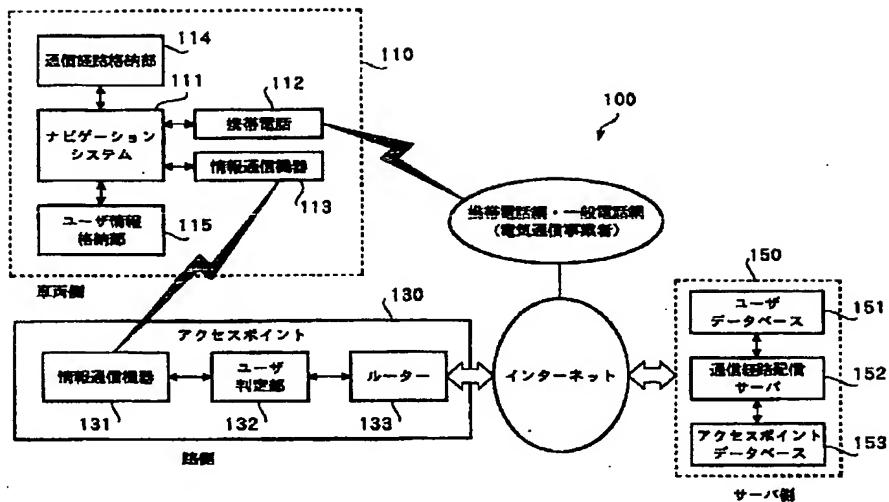 114
通信経路格納部
110
111
112
100
ナビゲーション
システム
携帯電話
情報通信機器
113
115
ユーザ情報
格納部
携帯電話網・一般電話網
(電気通信事業者)
車両側
150
130
アクセスポイント
ユーザ
データベース
151
情報通信機器
ユーザ
判定部
ルーター
インターネット
通信経路配信
サーバ
152
131
132
133
アクセスポイント
データベース
153
路側
サーバ側